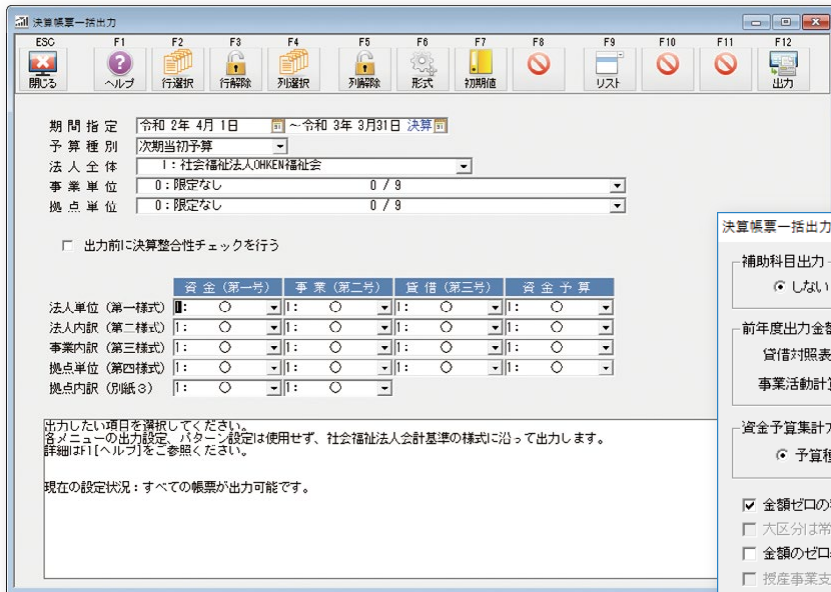 決算帳票一括出力
ESC F1 F2 F3 F4 F5 F6 F7 F8 F9 F10 F11 F12
閉じる ヘルプ 行選択 行解除 列選択 列解除 形式 初期値 リスト 出力
期間指定 令和 2年 4月 1日 ～令和 3年 3月31日 決算
予算種別 次期当初予算
法人全体 1：社会福祉法人OHKEN福祉会
事業単位 0：限定なし 0 / 9
拠点単位 0：限定なし 0 / 9
出力前に決算整合性チェックを行う
資金(第一号) 事業(第二号) 貸借(第三号) 資金予算
法人単位(第一様式) 1: ○ 1: ○ 1: ○ 1: ○
法人内訳(第二様式) 1: ○ 1: ○ 1: ○ 1: ○
事業内訳(第三様式) 1: ○ 1: ○ 1: ○ 1: ○
拠点単位(第四様式) 1: ○ 1: ○ 1: ○ 1: ○
拠点内訳(別紙3) 1: ○ 1: ○
出力したい項目を選択してください。
各メニューの出力設定、パターン設定は使用せず、社会福祉法人会計基準の様式に沿って出力します。
詳細はF1[ヘルプ]をご参照ください。
現在の設定状況：すべての帳票が出力可能です。
決算帳票一括出力
補助科目出力
しない
前年度出力金額
貸借対照表
事業活動計
資金予算集計
予算種
金額ゼロの
大区分は常
金額のゼロ
授産事業支